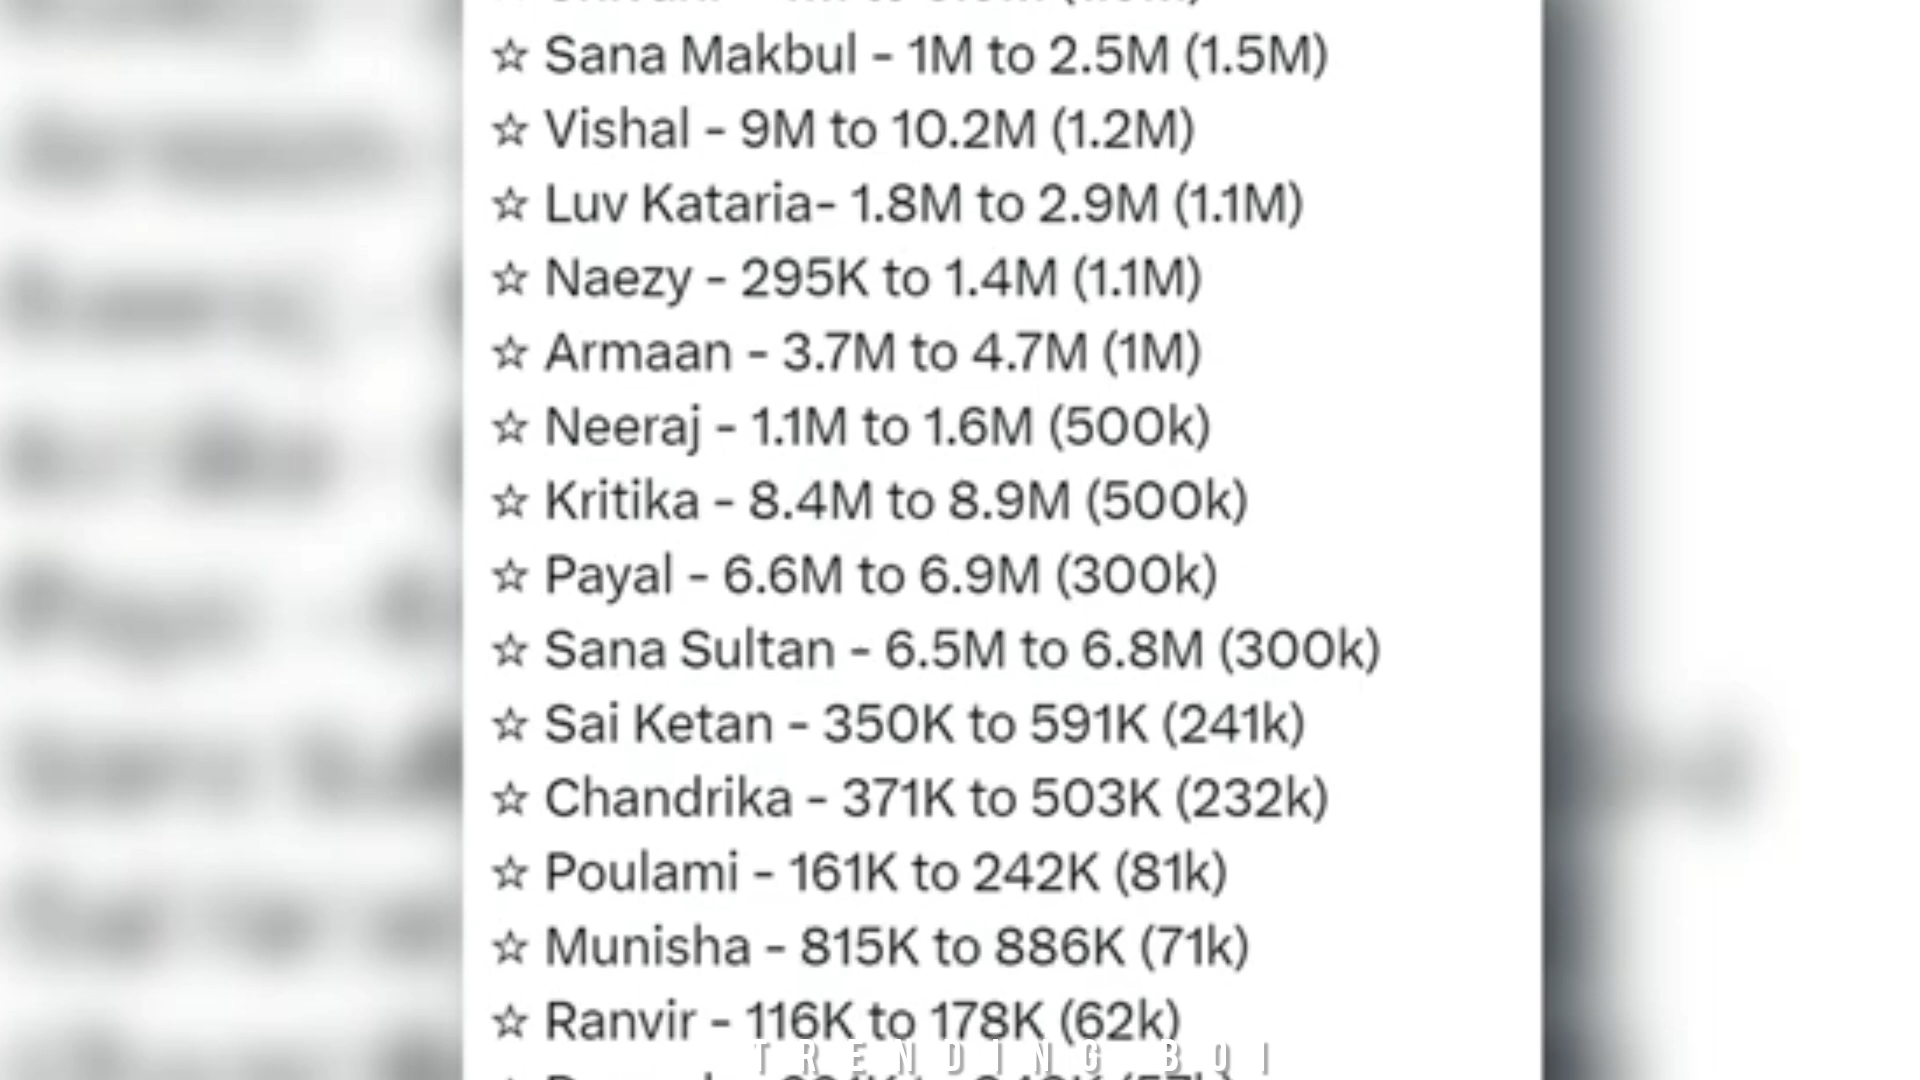 ☆ Sana Makbul - 1M to 2.5M (1.5M)
☆ Vishal - 9M to 10.2M (1.2M)
☆ Luv Kataria- 1.8M to 2.9M (1.1M)
☆ Naezy - 295K to 1.4M (1.1M)
☆ Armaan - 3.7M to 4.7M (1M)
☆ Neeraj - 1.1M to 1.6M (500k)
☆ Kritika - 8.4M to 8.9M (500k)
☆ Payal - 6.6M to 6.9M (300k)
☆ Sana Sultan - 6.5M to 6.8M (300k)
☆ Sai Ketan - 350K to 591K (241k)
☆ Chandrika - 371K to 503K (232k)
☆ Poulami - 161K to 242K (81k)
☆ Munisha - 815K to 886K (71k)
☆ Ranvir - 116K to 178K (62k)
TRENDING BOI